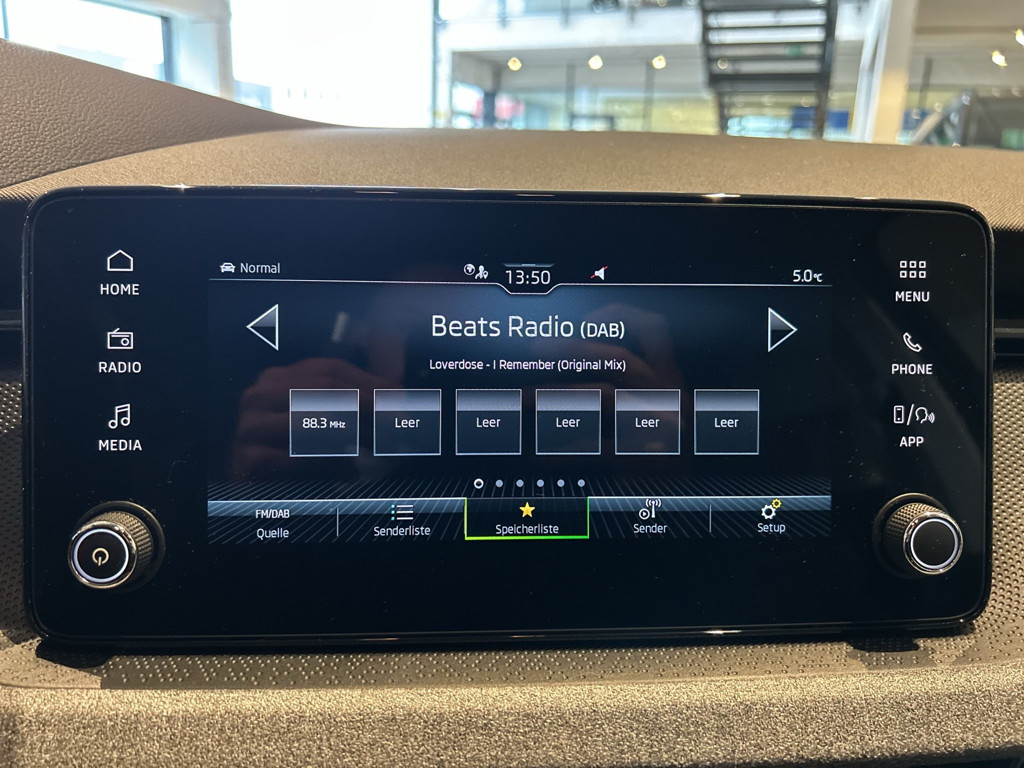 HOME
RADIO
MEDIA
Normal
13:50
5.0°C
Beats Radio (DAB)
Loverdose - I Remember (Original Mix)
88.3 MHz
Leer
Leer
Leer
Leer
Leer
FM/DAB
Quelle
Senderliste
Speicherliste
Sender
Setup
MENU
PHONE
APP